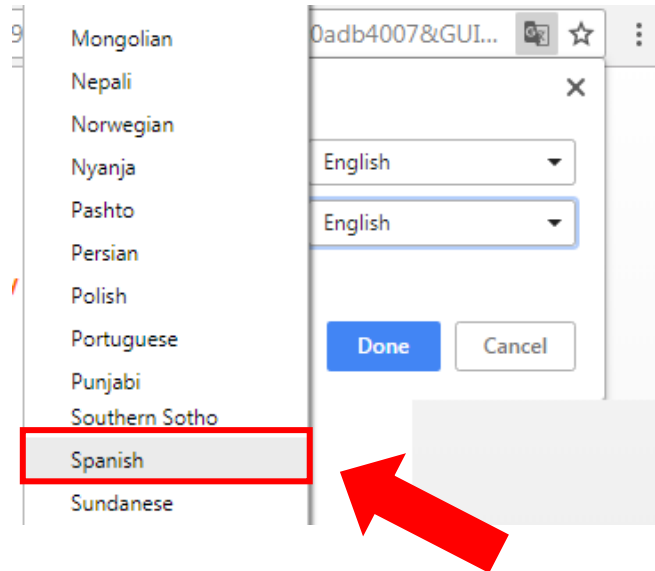 9
0adb4007&GUI...
Mongolian
Nepali
Norwegian
Nyanja
Pashto
Persian
Polish
Portuguese
Punjabi
Southern Sotho
Spanish
Sundanese
English
English
Done
Cancel